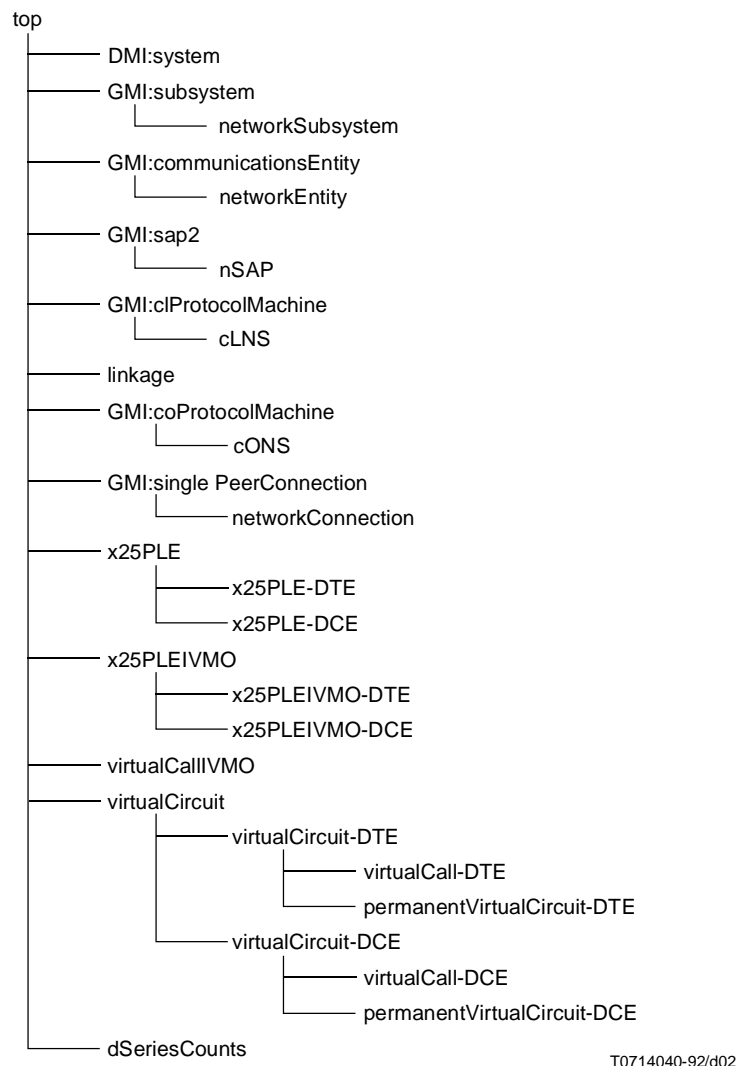 top
DMI:system
GMI:subsystem
networkSubsystem
GMI:communicationsEntity
networkEntity
GMI:sap2
nSAP
GMI:clProtocolMachine
cLNS
linkage
GMI:coProtocolMachine
cONS
GMI:single PeerConnection
networkConnection
x25PLE
x25PLE-DTE
x25PLE-DCE
x25PLEIVMO
x25PLEIVMO-DTE
x25PLEIVMO-DCE
virtualCallIVMO
virtualCircuit
virtualCircuit-DTE
virtualCall-DTE
permanentVirtualCircuit-DTE
virtualCircuit-DCE
virtualCall-DCE
permanentVirtualCircuit-DCE
dSeriesCounts
T0714040-92/d02